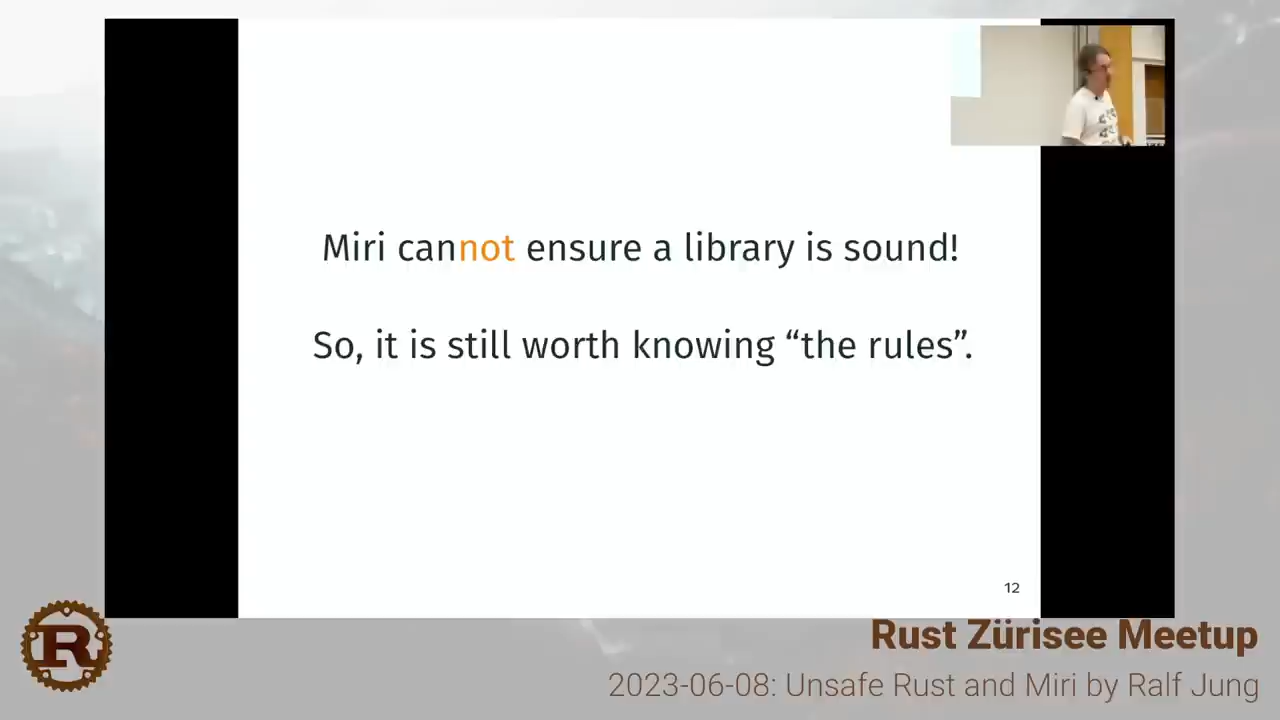 Miri cannot ensure a library is sound!
So, it is still worth knowing “the rules”.
12
R
Rust Zürisee Meetup
2023-06-08: Unsafe Rust and Miri by Ralf Jung